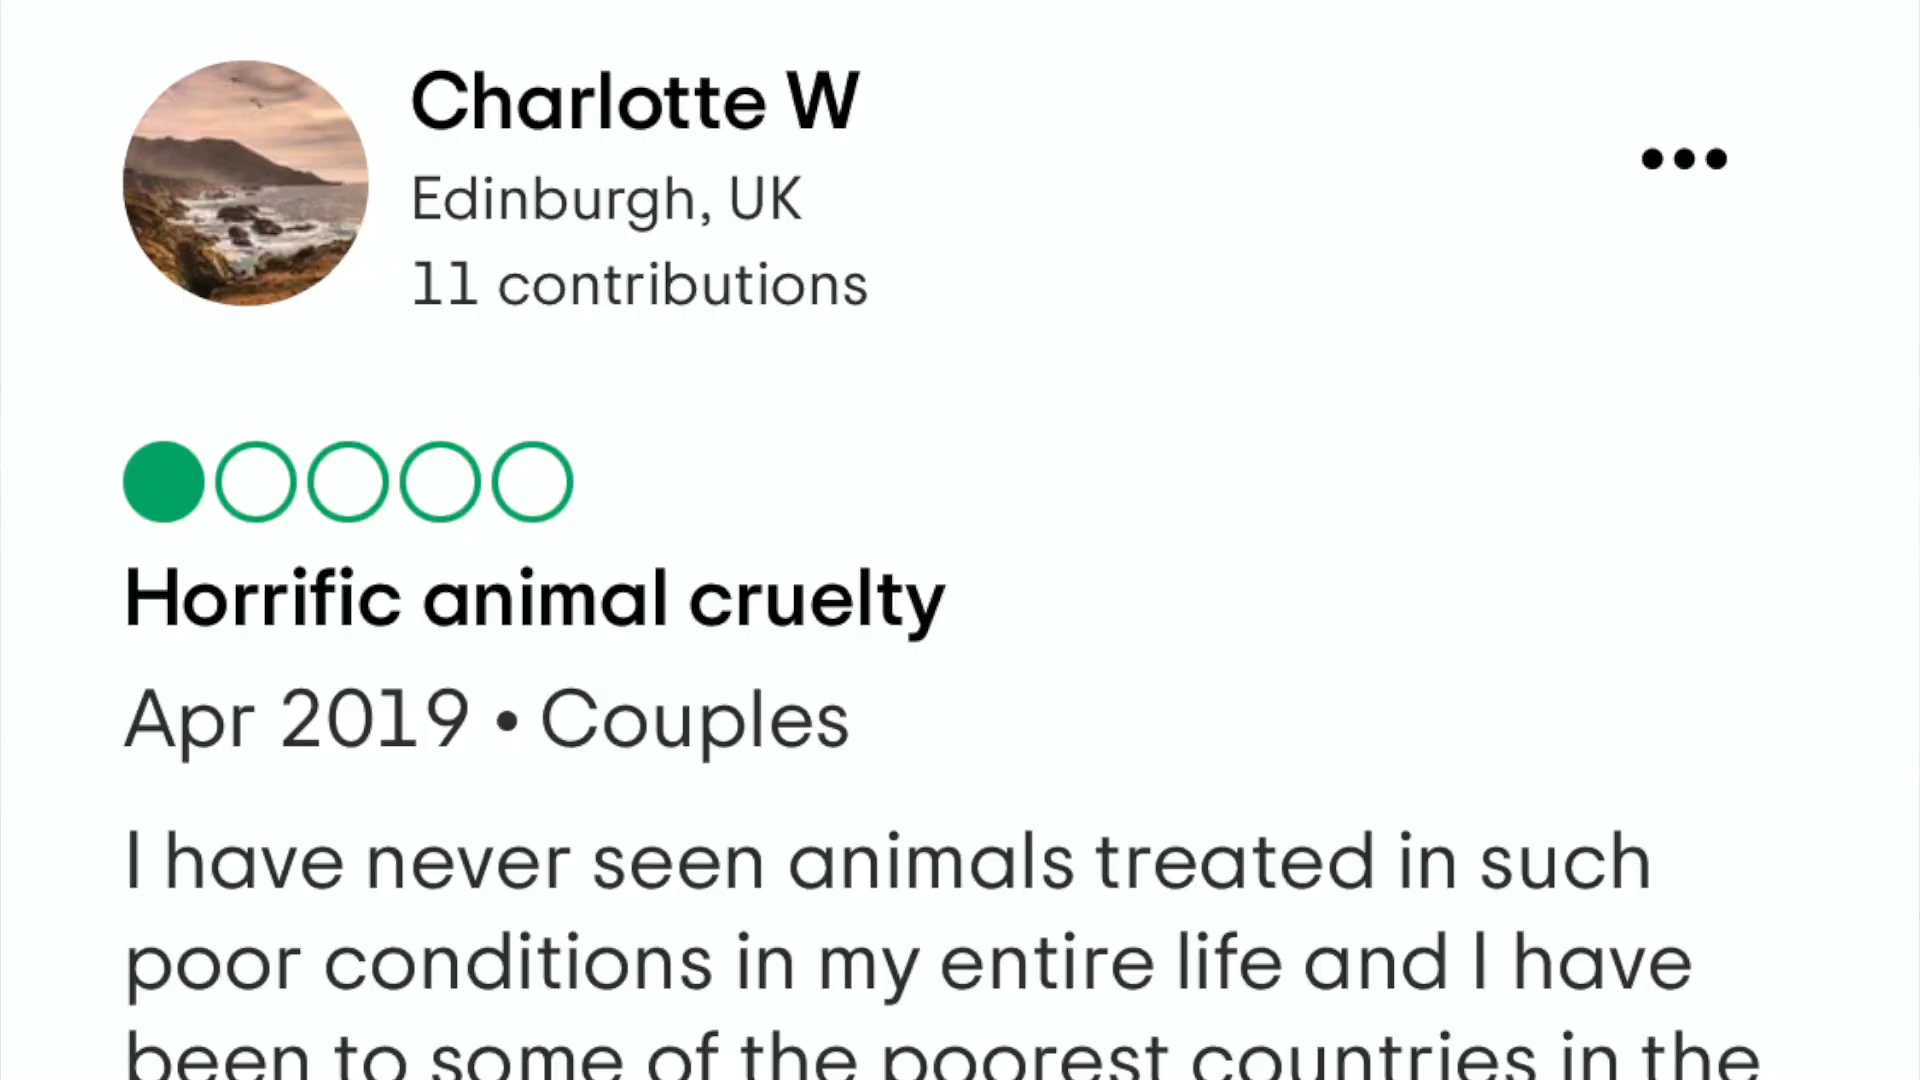 Charlotte W
Edinburgh, UK
11 contributions
Horrific animal cruelty
Apr 2019 • Couples
I have never seen animals treated in such
poor conditions in my entire life and I have
been to some of the poorest countries in the